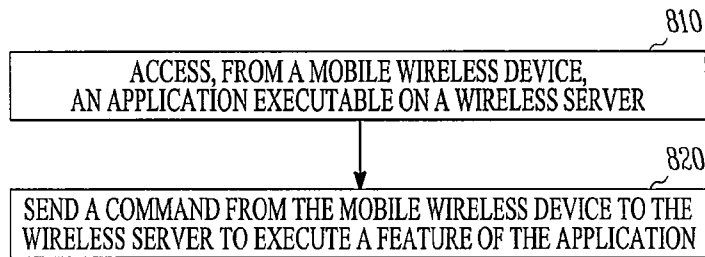 810
ACCESS, FROM A MOBILE WIRELESS DEVICE,
AN APPLICATION EXECUTABLE ON A WIRELESS SERVER
820
SEND A COMMAND FROM THE MOBILE WIRELESS DEVICE TO THE
WIRELESS SERVER TO EXECUTE A FEATURE OF THE APPLICATION